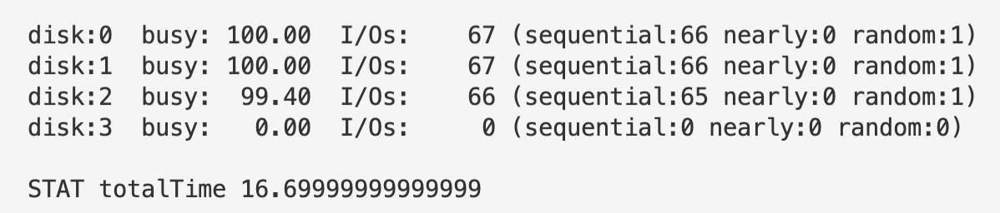 disk:0  busy: 100.00  I/Os:    67 (sequential:66 nearly:0 random:1)
disk:1  busy: 100.00  I/Os:    67 (sequential:66 nearly:0 random:1)
disk:2  busy:  99.40  I/Os:    66 (sequential:65 nearly:0 random:1)
disk:3  busy:   0.00  I/Os:     0 (sequential:0 nearly:0 random:0)

STAT totalTime 16.69999999999999